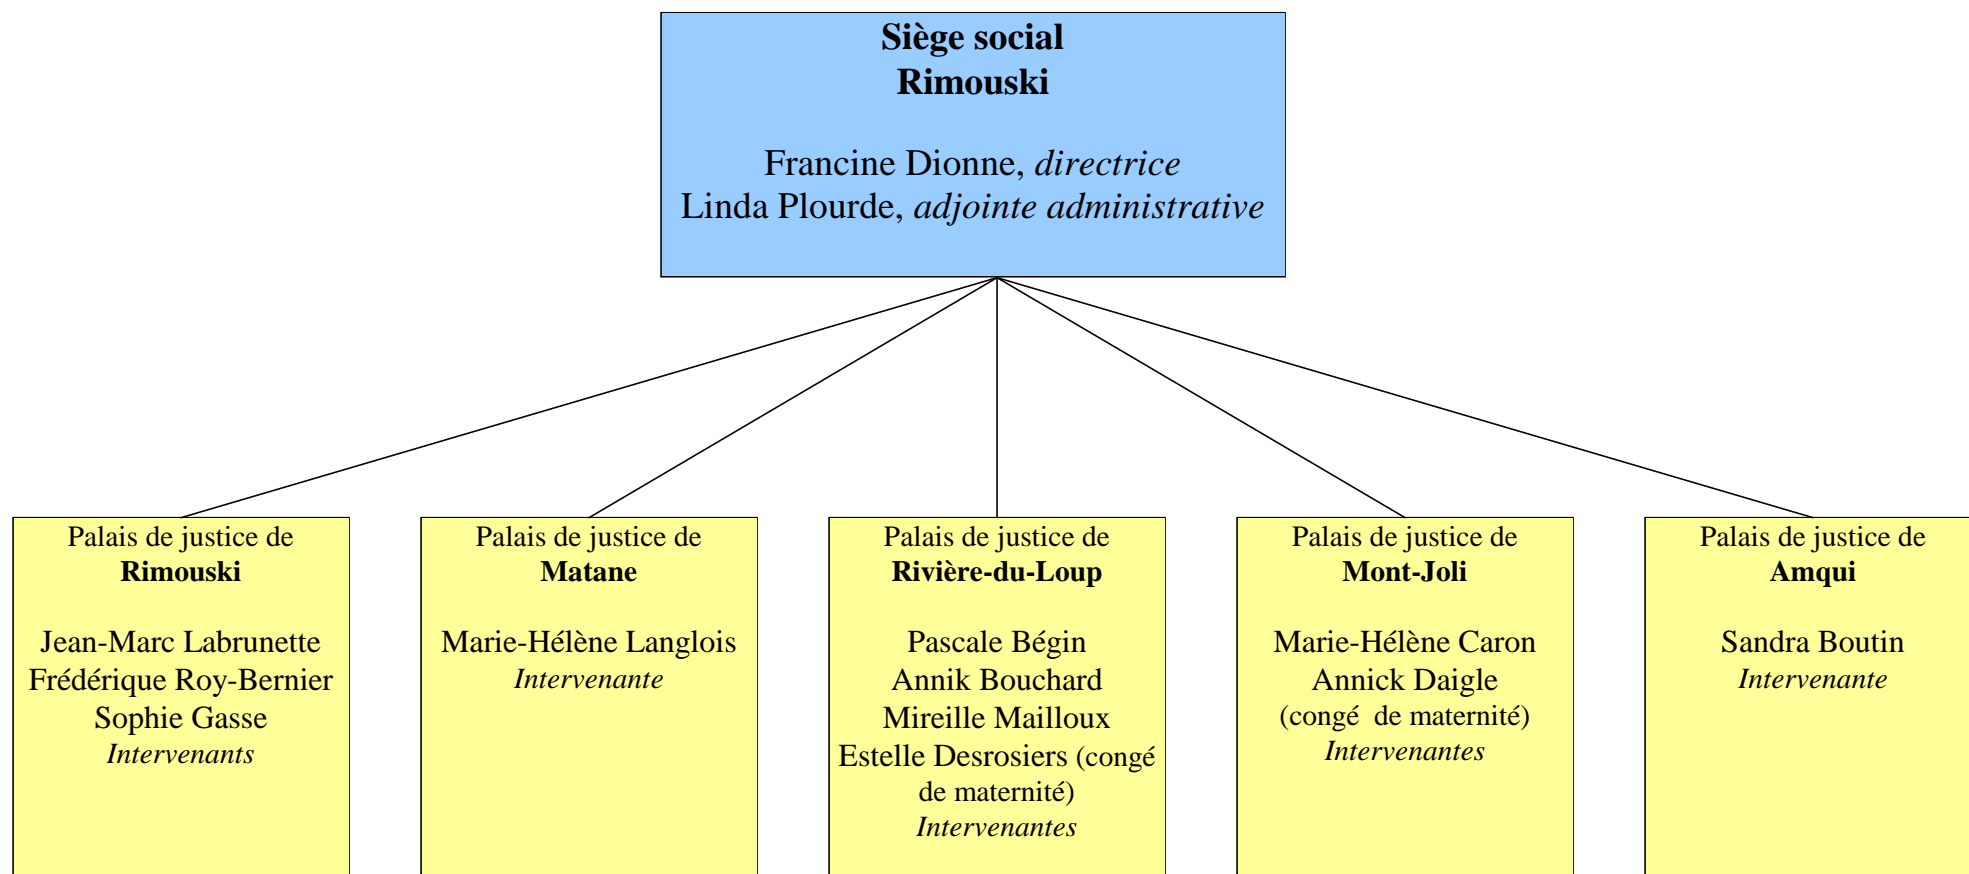 Siège social
Rimouski
Francine Dionne, directrice
Linda Plourde, adjointe administrative
Palais de justice de
Rimouski
Jean-Marc Labrunette
Frédérique Roy-Bernier
Sophie Gasse
Intervenants
Palais de justice de
Matane
Marie-Hélène Langlois
Intervenante
Palais de justice de
Rivière-du-Loup
Pascale Bégin
Annik Bouchard
Mireille Mailloux
Estelle Desrosiers (congé
de maternité)
Intervenantes
Palais de justice de
Mont-Joli
Marie-Hélène Caron
Annick Daigle
(congé  de maternité)
Intervenantes
Palais de justice de
Amqui
Sandra Boutin
Intervenante